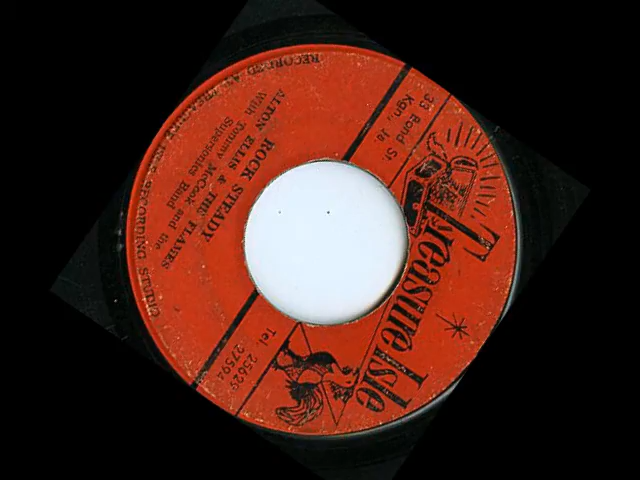 Treasure Isle
33 Bond St.
Kgn., Ja.
Tel. 25629
27594
ROCK STEADY
ALTON ELLIS & THE FLAMES
With Tommy McCook and the
Supersonics Band
RECORDED AT TREASURE ISLE RECORDING STUDIO